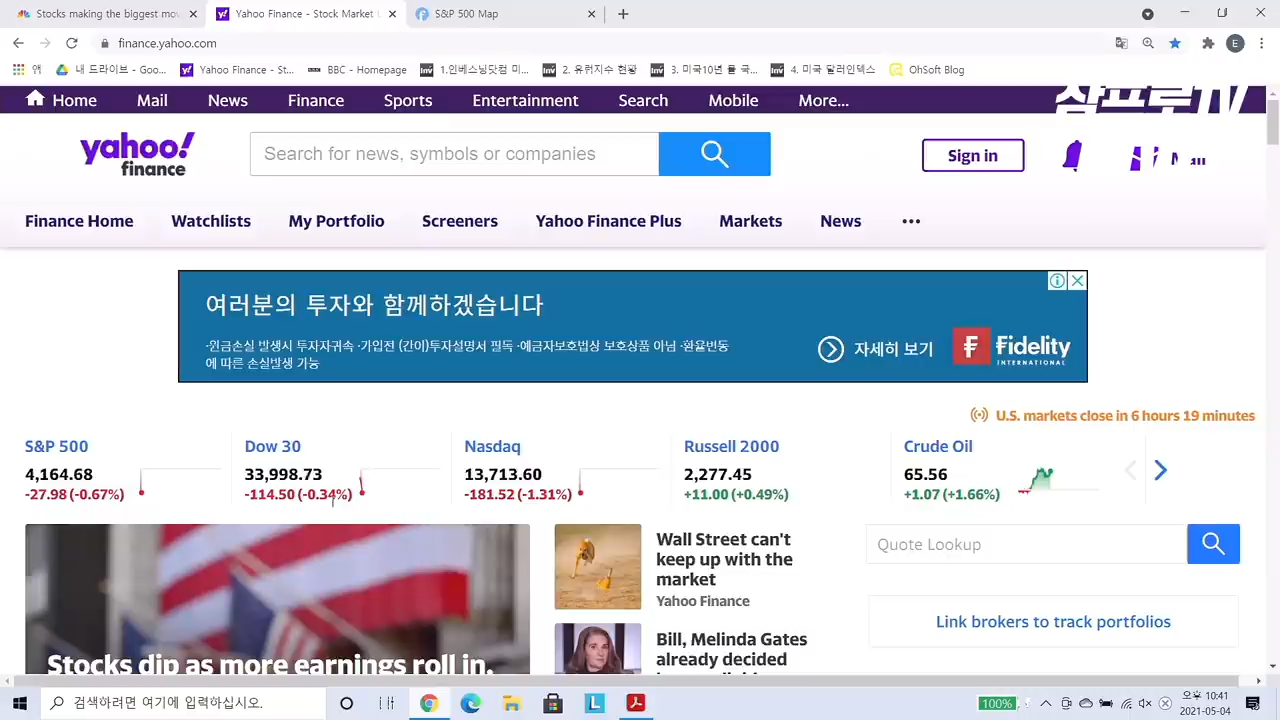 Stocks making the biggest mov
Yahoo Finance - Stock Market L
S&P 500 Map
finance.yahoo.com
앱
내 드라이브 - Goo...
Yahoo Finance - St...
BBC - Homepage
1.인베스팅닷컴 미...
2. 유럽지수 현황
3. 미국10년 물 국...
4. 미국 달러인덱스
OhSoft Blog
Home
Mail
News
Finance
Sports
Entertainment
Search
Mobile
More...
삼프로TV
yahoo!
finance
Search for news, symbols or companies
Sign in
Mail
Finance Home
Watchlists
My Portfolio
Screeners
Yahoo Finance Plus
Markets
News
여러분의 투자와 함께하겠습니다
·원금손실 발생시 투자자귀속 ·가입전 (간이)투자설명서 필독 ·예금자보호법상 보호상품 아님 ·환율변동
에 따른 손실발생 가능
자세히 보기
Fidelity
INTERNATIONAL
U.S. markets close in 6 hours 19 minutes
S&P 500
4,164.68
-27.98 (-0.67%)
Dow 30
33,998.73
-114.50 (-0.34%)
Nasdaq
13,713.60
-181.52 (-1.31%)
Russell 2000
2,277.45
+11.00 (+0.49%)
Crude Oil
65.56
+1.07 (+1.66%)
Stocks dip as more earnings roll in,
Wall Street can't
keep up with the
market
Yahoo Finance
Bill, Melinda Gates
already decided
Quote Lookup
Link brokers to track portfolios
검색하려면 여기에 입력하십시오.
100%
오후 10:41
2021-05-04